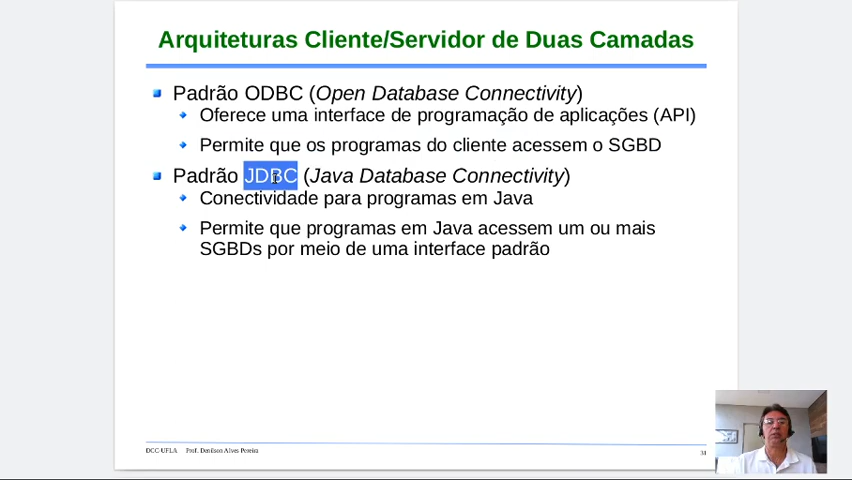 Arquiteturas Cliente/Servidor de Duas Camadas
Padrão ODBC (Open Database Connectivity)
Oferece uma interface de programação de aplicações (API)
Permite que os programas do cliente acessem o SGBD
Padrão JDBC (Java Database Connectivity)
Conectividade para programas em Java
Permite que programas em Java acessem um ou mais
SGBDs por meio de uma interface padrão
DCC-UFLA Prof. Denilson Alves Pereira